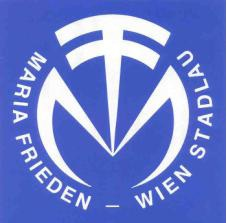 MARIA FRIEDEN – WIEN STADLAU